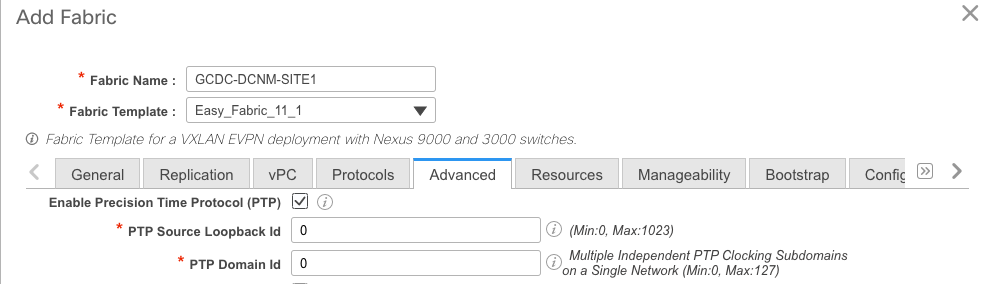 Add Fabric
* Fabric Name : GCDC-DCNM-SITE1
* Fabric Template : Easy_Fabric_11_1
Fabric Template for a VXLAN EVPN deployment with Nexus 9000 and 3000 switches.
General Replication vPC Protocols Advanced Resources Manageability Bootstrap Config
Enable Precision Time Protocol (PTP)
* PTP Source Loopback Id 0 (Min:0, Max:1023)
* PTP Domain Id 0 Multiple Independent PTP Clocking Subdomains
on a Single Network (Min:0, Max:127)